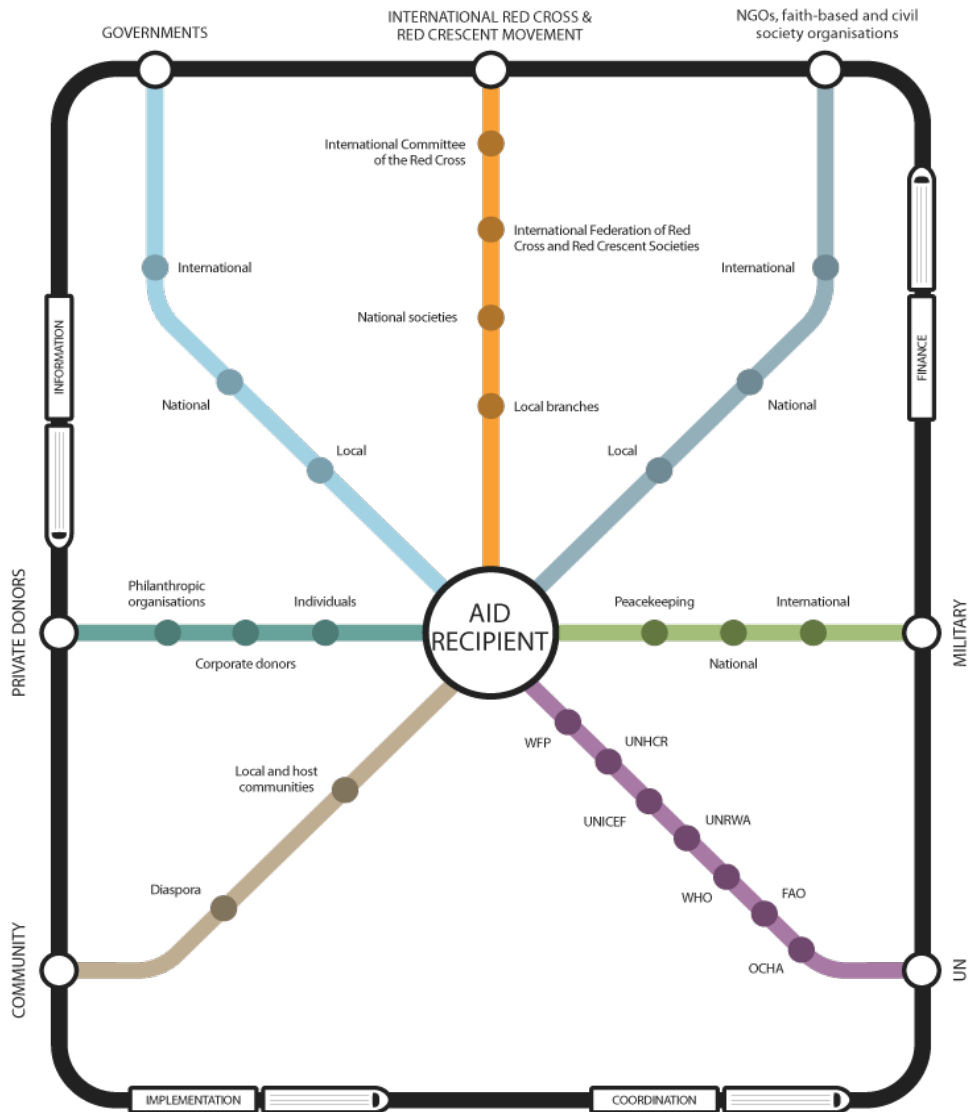 GOVERNMENTS
INTERNATIONAL RED CROSS &
RED CRESCENT MOVEMENT
NGOs, faith-based and civil
society organisations
International Committee
of the Red Cross
International Federation of Red
Cross and Red Crescent Societies
International
International
National societies
INFORMATION
FINANCE
National
Local branches
National
Local
Local
PRIVATE DONORS
Philanthropic
organisations
Individuals
Corporate donors
AID
RECIPIENT
Peacekeeping
International
National
MILITARY
WFP
UNHCR
Local and host
communities
UNICEF
UNRWA
Diaspora
WHO
FAO
OCHA
COMMUNITY
UN
IMPLEMENTATION
COORDINATION